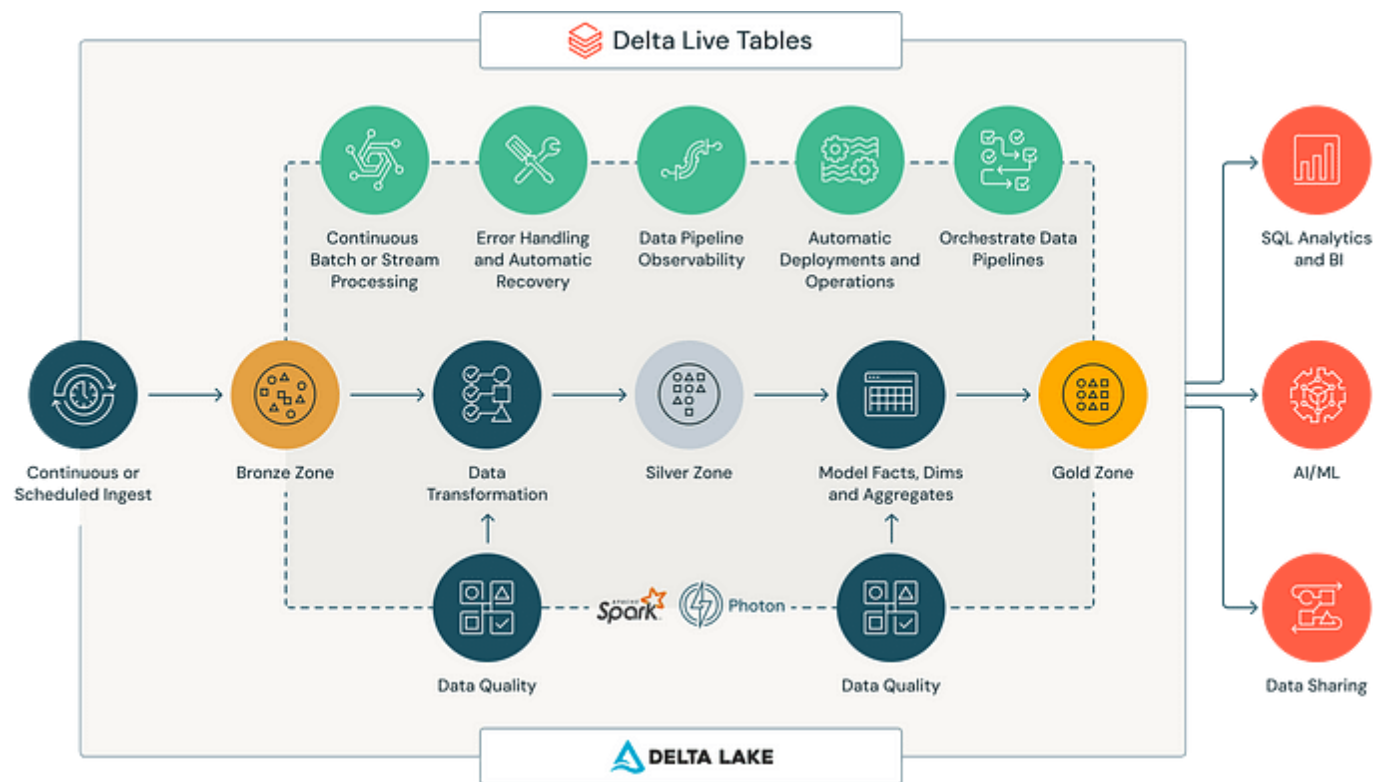 Delta Live Tables
Continuous
Batch or Stream
Processing
Error Handling
and Automatic
Recovery
Data Pipeline
Observability
Automatic
Deployments and
Operations
Orchestrate Data
Pipelines
SQL Analytics
and BI
Continuous or
Scheduled Ingest
Bronze Zone
Data
Transformation
Silver Zone
Model Facts, Dims
and Aggregates
Gold Zone
AI/ML
APACHE
Spark
Photon
Data Quality
Data Quality
Data Sharing
DELTA LAKE